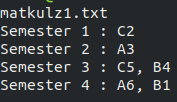 matkulz1.txt
Semester 1 : C2
Semester 2 : A3
Semester 3 : C5, B4
Semester 4 : A6, B1